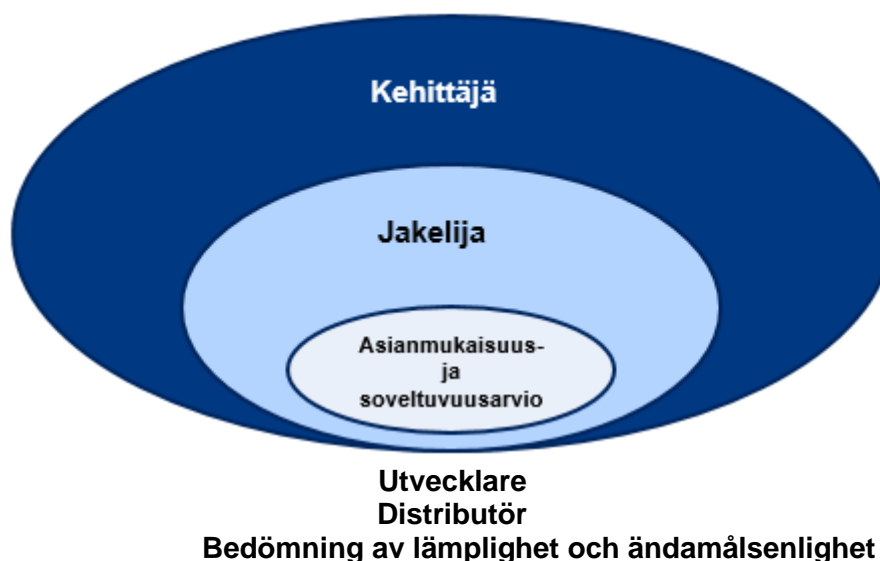 Kehittäjä
Jakelija
Asianmukaisuus-
ja
soveltuvuusarvio
Utvecklare
Distributör
Bedömning av lämplighet och ändamålsenlighet